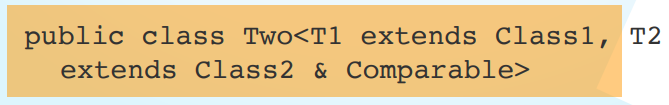 public class Two<T1 extends Class1, T2
extends Class2 & Comparable>